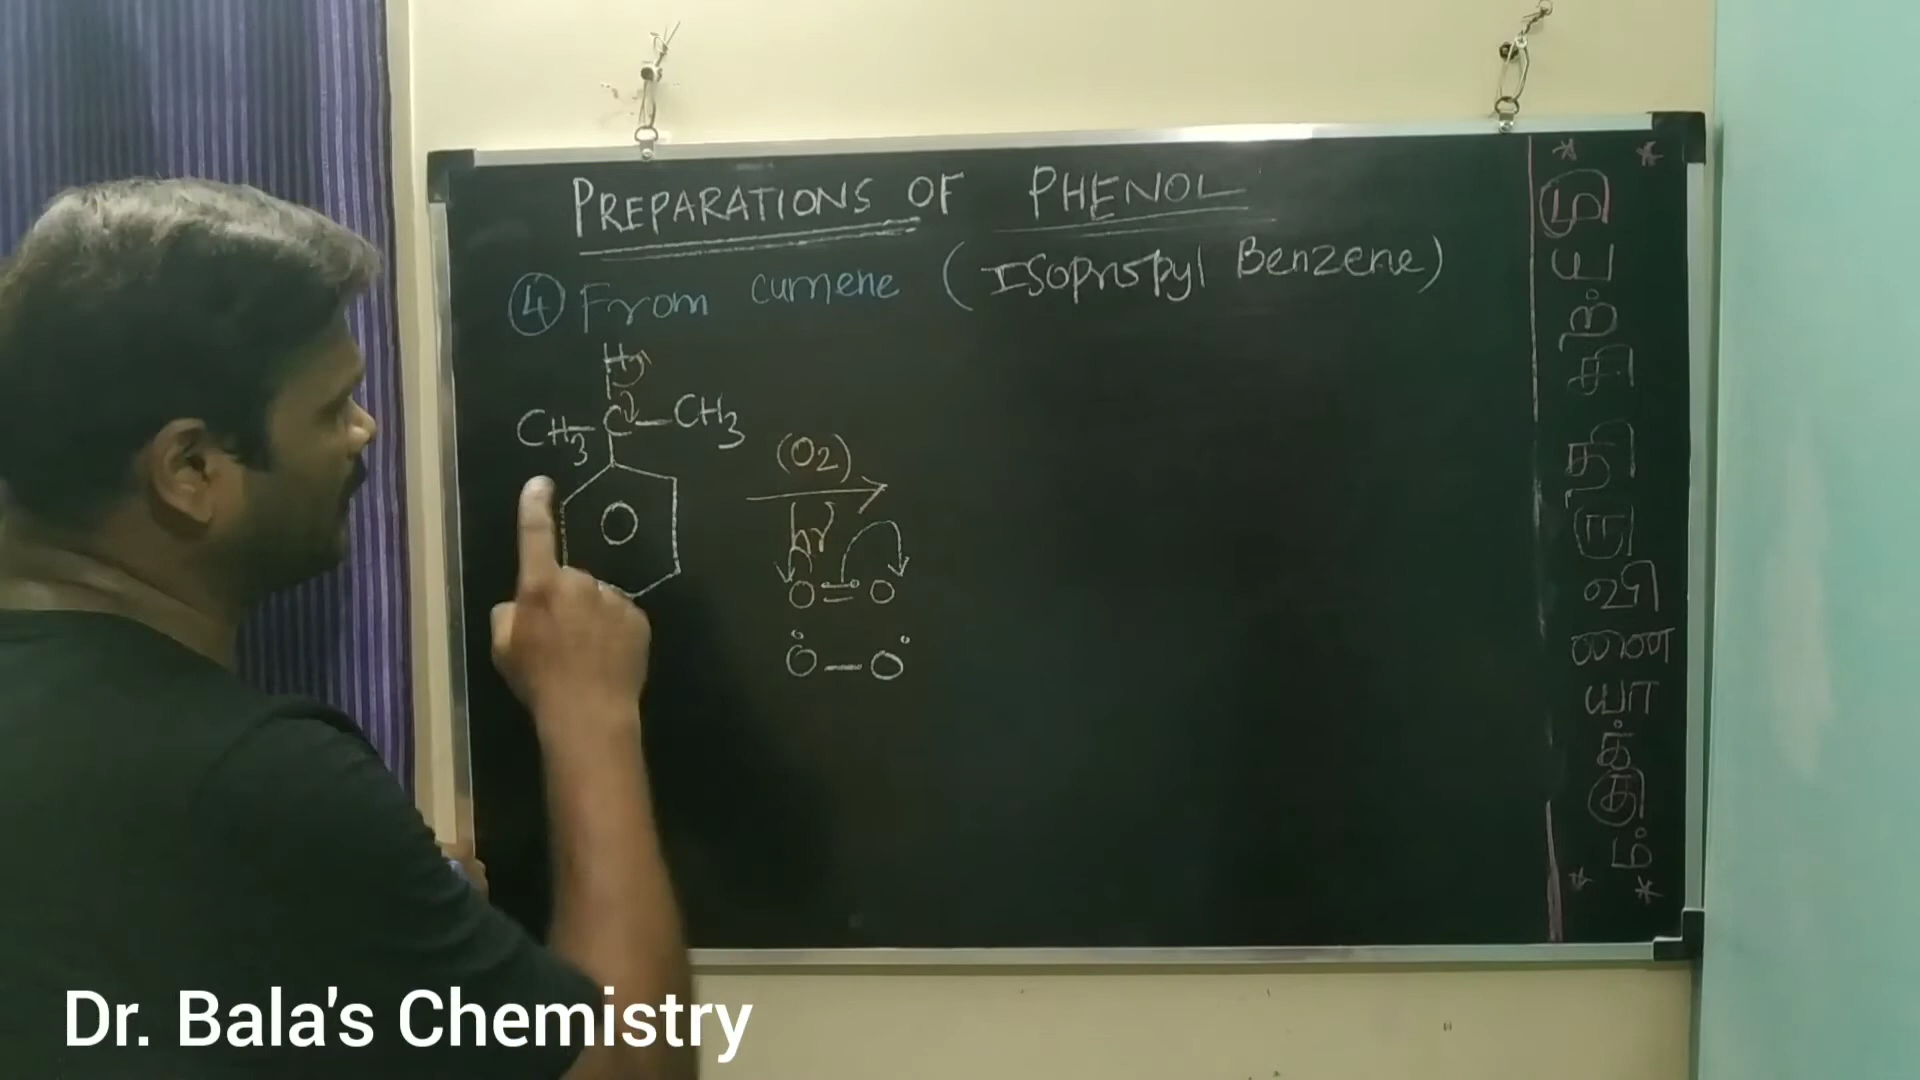 PREPARATIONS OF PHENOL
④ From cumene (Isopropyl Benzene)
H
CH3 - C - CH3
(O2)
hν
O = O
O - O
Dr. Bala's Chemistry